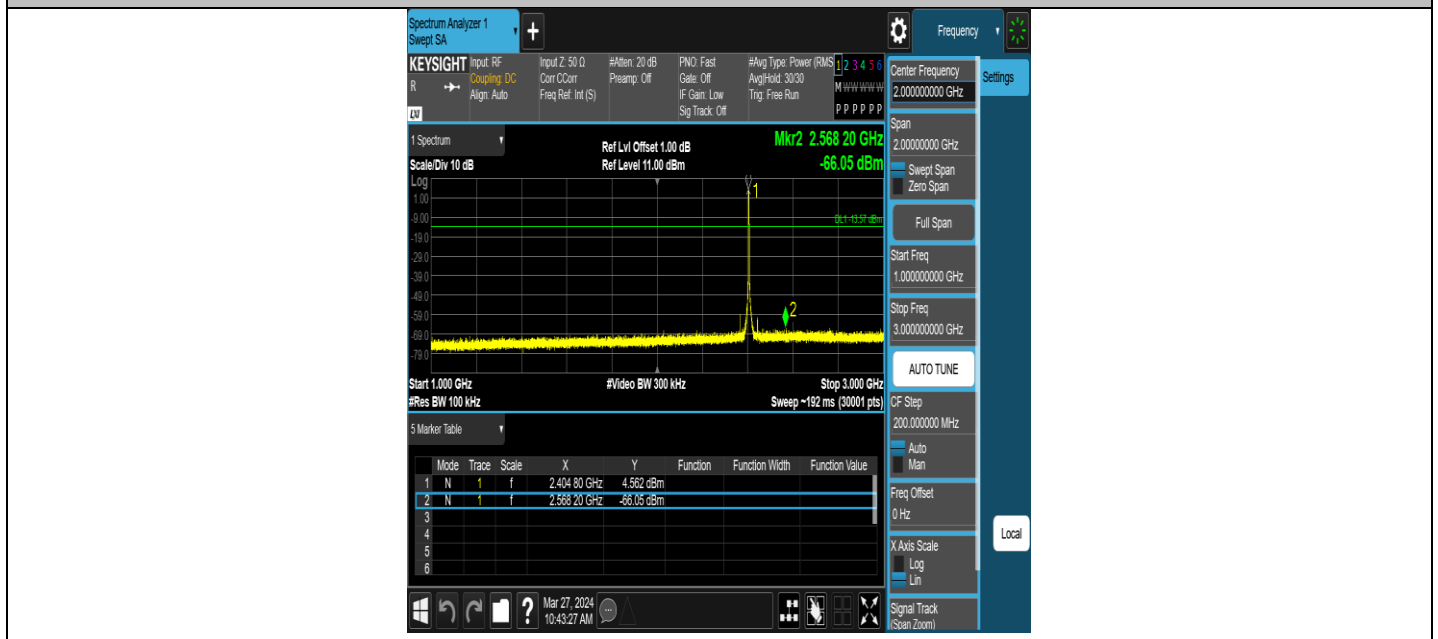 Spectrum Analyzer 1
Swept SA
+
Frequency
KEYSIGHT
R
LXI
Input: RF
Coupling: DC
Align: Auto
Input Z: 50 Ω
Corr CCorr
Freq Ref: Int (S)
#Atten: 20 dB
Preamp: Off
PNO: Fast
Gate: Off
IF Gain: Low
Sig Track: Off
#Avg Type: Power (RMS
Avg|Hold: 30/30
Trig: Free Run
1 2 3 4 5 6
M W W W W W
P P P P P P
1 Spectrum
Scale/Div 10 dB
Ref Lvl Offset 1.00 dB
Ref Level 11.00 dBm
Mkr2 2.568 20 GHz
-66.05 dBm
Log
1.00
-9.00
-19.0
-29.0
-39.0
-49.0
-59.0
-69.0
-79.0
1
DL1 -13.57 dBm
2
Start 1.000 GHz
#Video BW 300 kHz
Stop 3.000 GHz
#Res BW 100 kHz
Sweep ~192 ms (30001 pts)
5 Marker Table
Mode Trace Scale X Y Function Function Width Function Value
1 N 1 f 2.404 80 GHz 4.562 dBm
2 N 1 f 2.568 20 GHz -66.05 dBm
3
4
5
6
?
Mar 27, 2024
10:43:27 AM
Center Frequency
2.000000000 GHz
Settings
Span
2.00000000 GHz
Swept Span
Zero Span
Full Span
Start Freq
1.000000000 GHz
Stop Freq
3.000000000 GHz
AUTO TUNE
CF Step
200.000000 MHz
Auto
Man
Freq Offset
0 Hz
X Axis Scale
Log
Lin
Local
Signal Track
(Span Zoom)